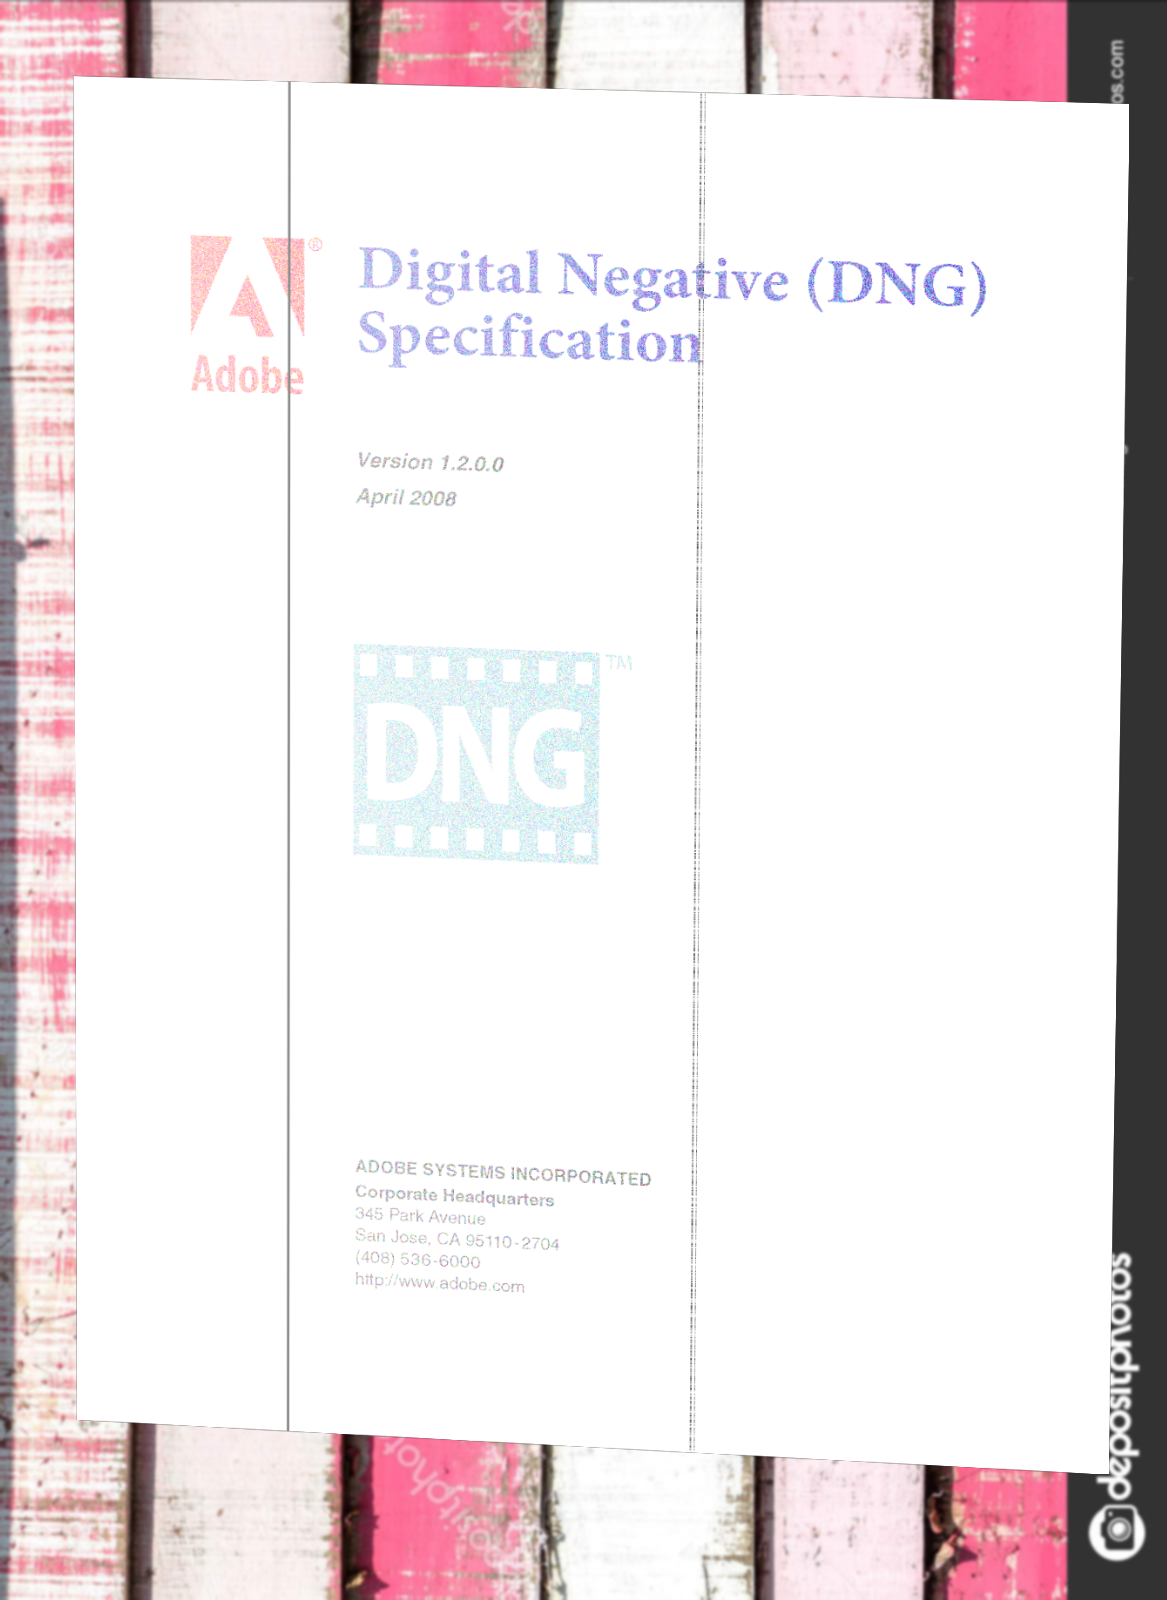 os.com
Adobe®
Digital Negative (DNG)
Specification
Version 1.2.0.0
April 2008
DNG™
ADOBE SYSTEMS INCORPORATED
Corporate Headquarters
345 Park Avenue
San Jose, CA 95110-2704
(408) 536-6000
http://www.adobe.com
depositphotos